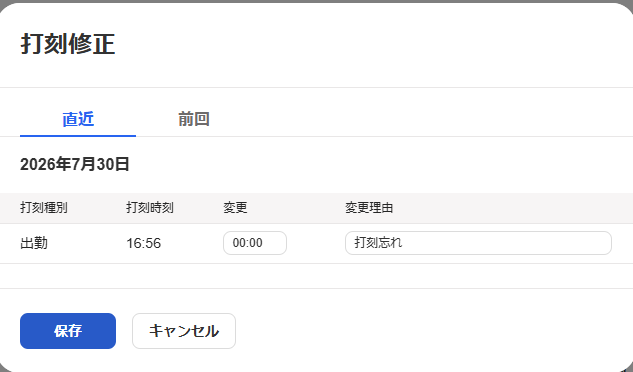 打刻修正
直近 前回
2026年7月30日
打刻種別 打刻時刻 変更 変更理由
出勤 16:56 00:00 打刻忘れ
保存 キャンセル